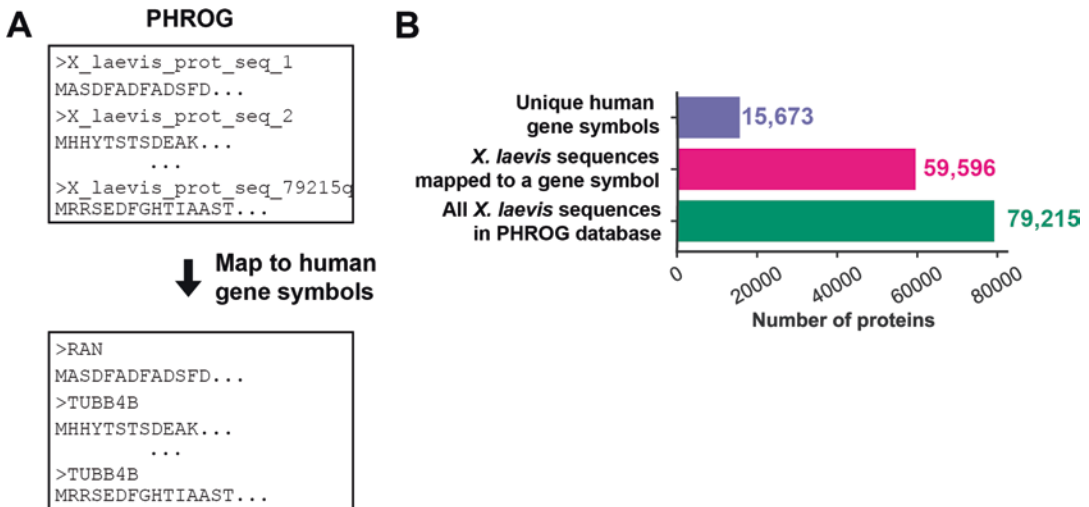 A
PHROG
>X_laevis_prot_seq_1
MASDFADFADSFD...
>X_laevis_prot_seq_2
MHHYTSTSDEAK...
...
>X_laevis_prot_seq_79215q
MRRSEDFGHTIAAST...
Map to human
gene symbols
>RAN
MASDFADFADSFD...
>TUBB4B
MHHYTSTSDEAK...
...
>TUBB4B
MRRSEDFGHTIAAST...
B
Unique human
gene symbols
15,673
X. laevis sequences
mapped to a gene symbol
59,596
All X. laevis sequences
in PHROG database
79,215
0
20000
40000
60000
80000
Number of proteins